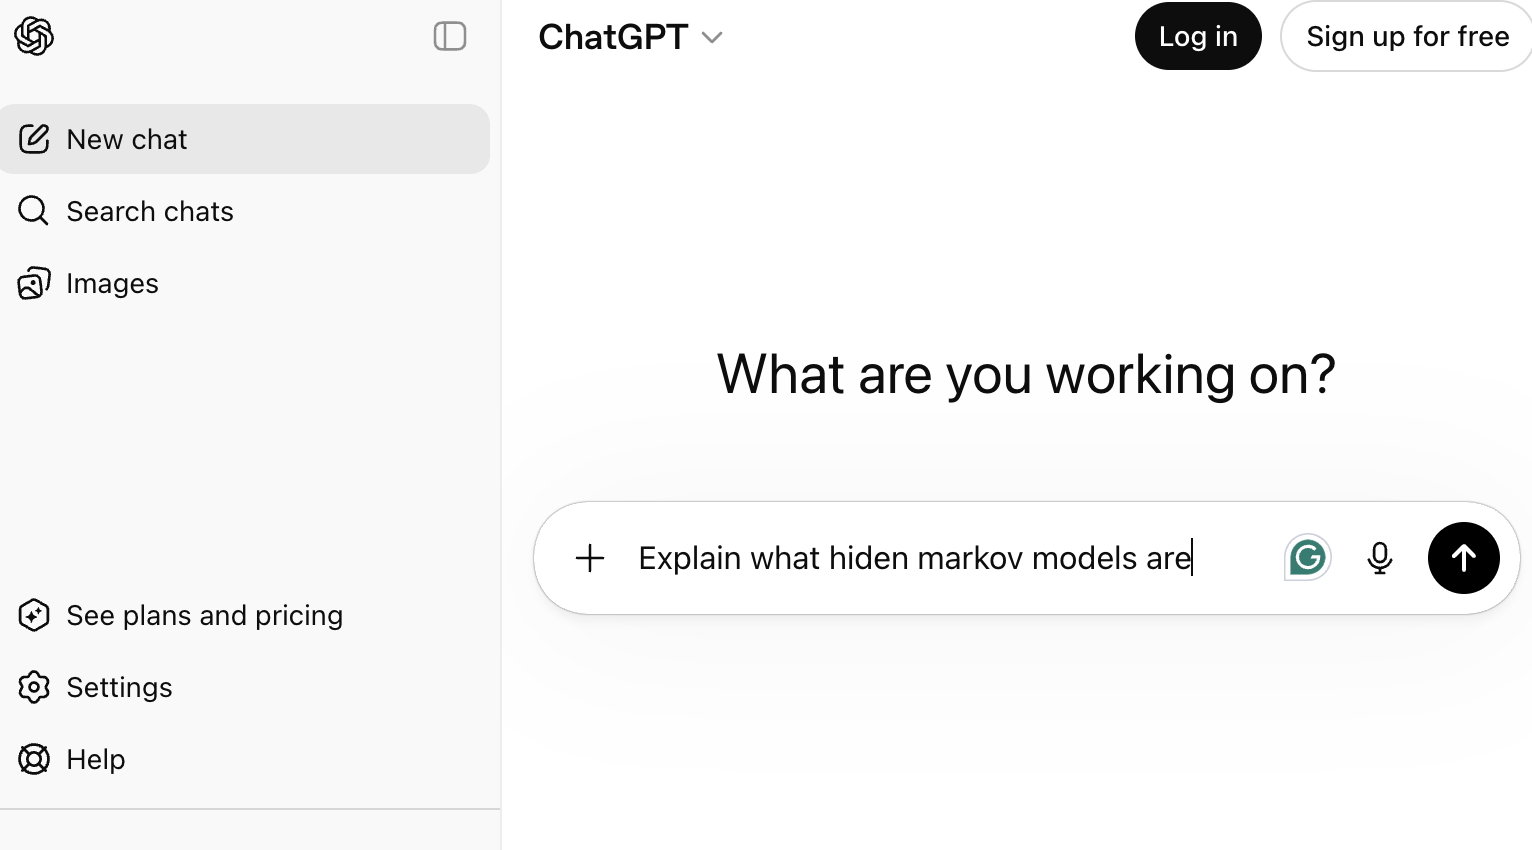 ChatGPT
Log in
Sign up for free
New chat
Search chats
Images
What are you working on?
Explain what hiden markov models are
See plans and pricing
Settings
Help